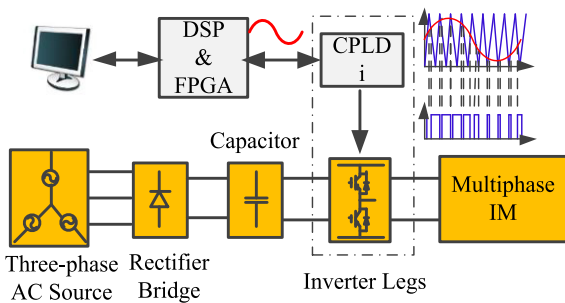 DSP
&
FPGA
CPLD
i
Capacitor
Multiphase
IM
Three-phase
AC Source
Rectifier
Bridge
Inverter Legs